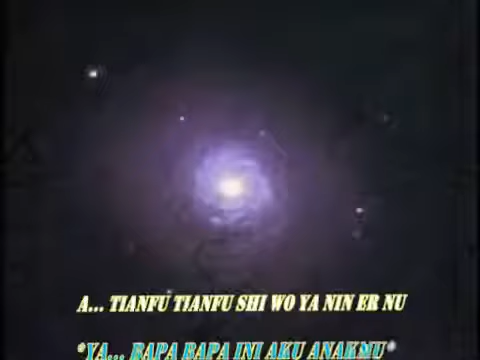 A... TIANFU TIANFU SHI WO YA NIN ER NU
*YA... BAPA BAPA INI AKU ANAKMU*